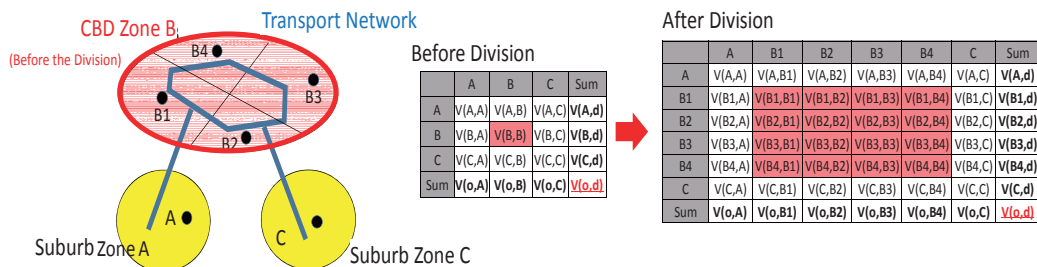 CBD Zone B
(Before the Division)
Transport Network
B4
B3
B1
B2
A
C
Suburb Zone A
Suburb Zone C
Before Division
A B C Sum
A V(A,A) V(A,B) V(A,C) V(A,d)
B V(B,A) V(B,B) V(B,C) V(B,d)
C V(C,A) V(C,B) V(C,C) V(C,d)
Sum V(o,A) V(o,B) V(o,C) V(o,d)
After Division
A B1 B2 B3 B4 C Sum
A V(A,A) V(A,B1) V(A,B2) V(A,B3) V(A,B4) V(A,C) V(A,d)
B1 V(B1,A) V(B1,B1) V(B1,B2) V(B1,B3) V(B1,B4) V(B1,C) V(B1,d)
B2 V(B2,A) V(B2,B1) V(B2,B2) V(B2,B3) V(B2,B4) V(B2,C) V(B2,d)
B3 V(B3,A) V(B3,B1) V(B3,B2) V(B3,B3) V(B3,B4) V(B3,C) V(B3,d)
B4 V(B4,A) V(B4,B1) V(B4,B2) V(B4,B3) V(B4,B4) V(B4,C) V(B4,d)
C V(C,A) V(C,B1) V(C,B2) V(C,B3) V(C,B4) V(C,C) V(C,d)
Sum V(o,A) V(o,B1) V(o,B2) V(o,B3) V(o,B4) V(o,C) V(o,d)